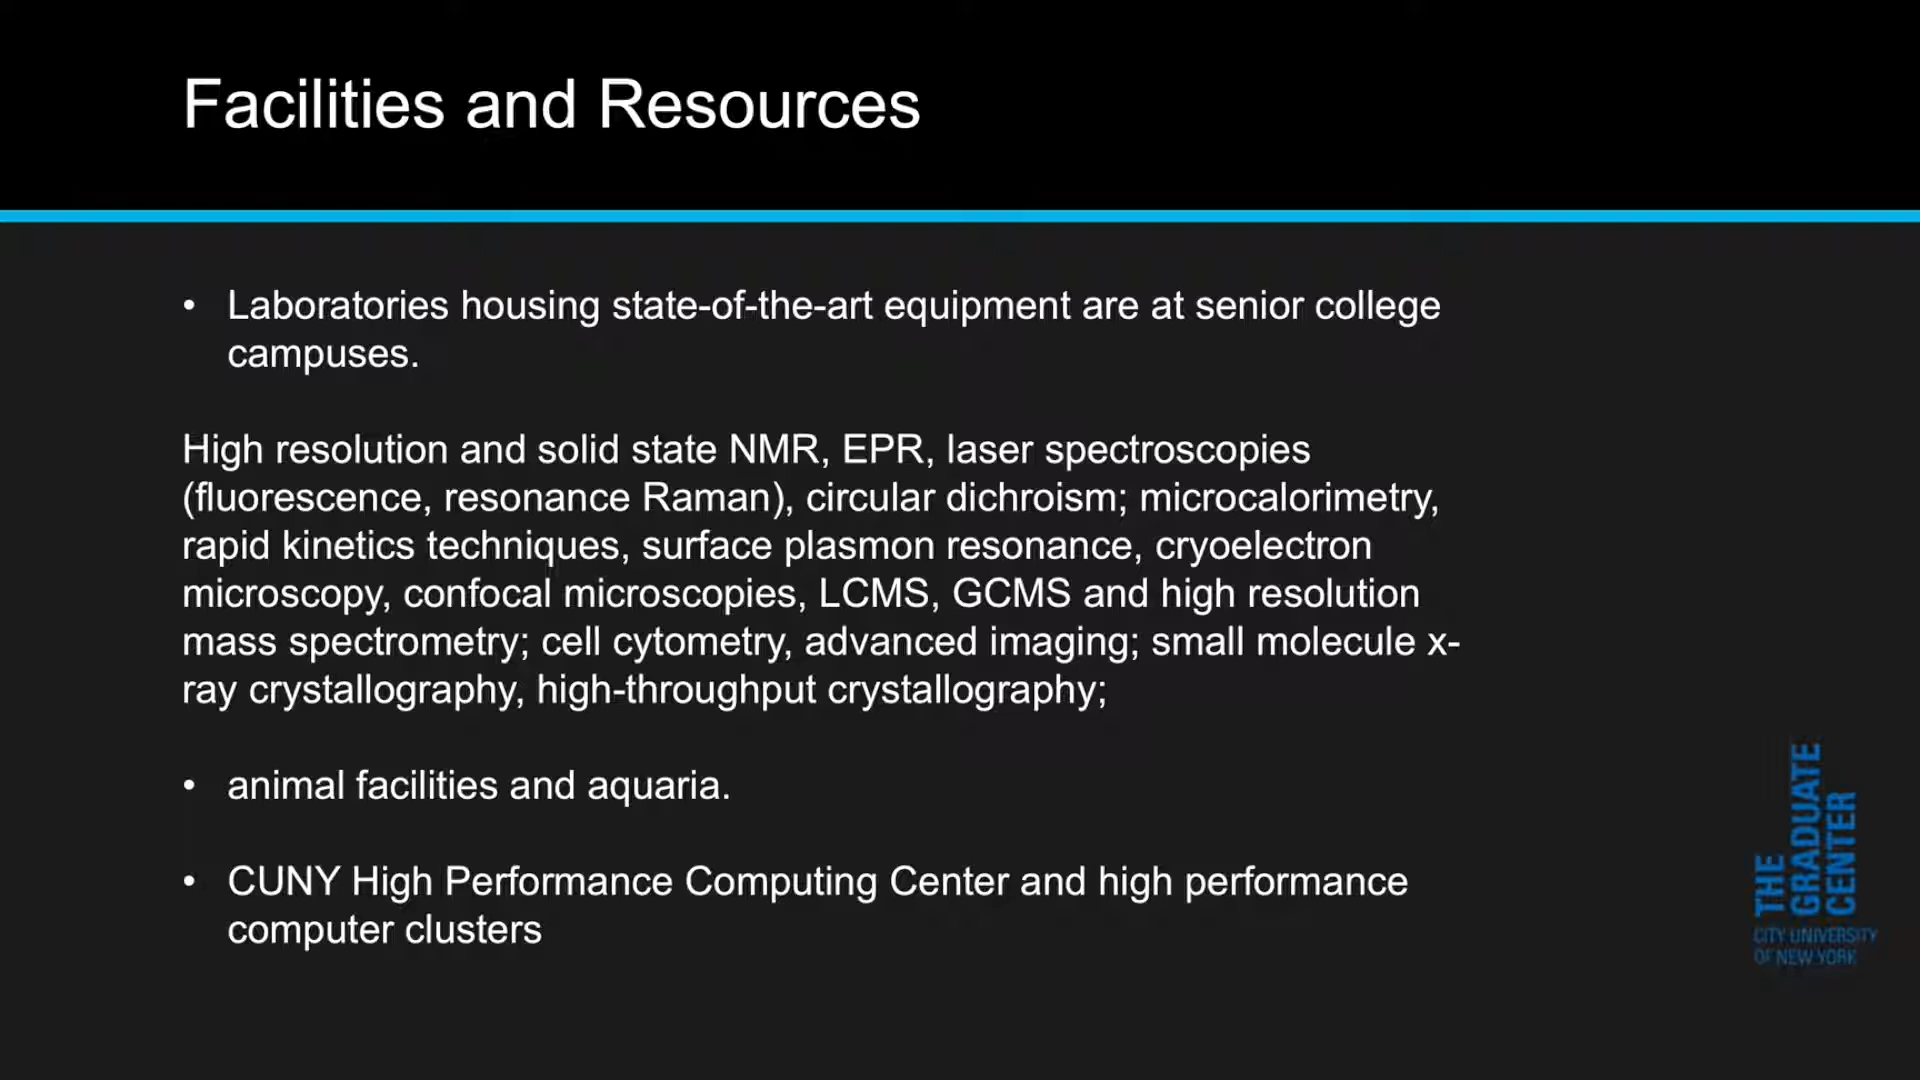 Facilities and Resources
• Laboratories housing state-of-the-art equipment are at senior college
campuses.
High resolution and solid state NMR, EPR, laser spectroscopies
(fluorescence, resonance Raman), circular dichroism; microcalorimetry,
rapid kinetics techniques, surface plasmon resonance, cryoelectron
microscopy, confocal microscopies, LCMS, GCMS and high resolution
mass spectrometry; cell cytometry, advanced imaging; small molecule x-
ray crystallography, high-throughput crystallography;
• animal facilities and aquaria.
• CUNY High Performance Computing Center and high performance
computer clusters
THE
GRADUATE
CENTER
CITY UNIVERSITY
OF NEW YORK